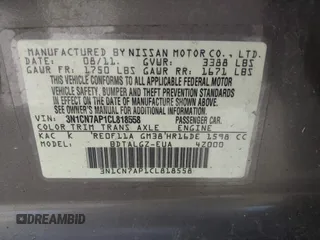 MANUFACTURED BY NISSAN MOTOR CO., LTD.
DATE: 08/11. GVWR: 3388 LBS
GAWR FR: 1750 LBS GAWR RR: 1671 LBS
THIS VEHICLE CONFORMS TO ALL APPLICABLE FEDERAL MOTOR
VEHICLE SAFETY, BUMPER AND THEFT PREVENTION STANDARDS
IN EFFECT ON THE DATE OF MANUFACTURE SHOWN ABOVE.
SEE OWNER'S MANUAL FOR ADDITIONAL INFORMATION
VIN: 3N1CN7AP1CL818558 PASSENGER CAR.
COLOR TRIM TRANS AXLE ENGINE
KAC K RE0F11A GM38 HR16DE 1598 CC
MODEL: BDTALGZ-EUA 4Z000
3N1CN7AP1CL818558
DREAMBID